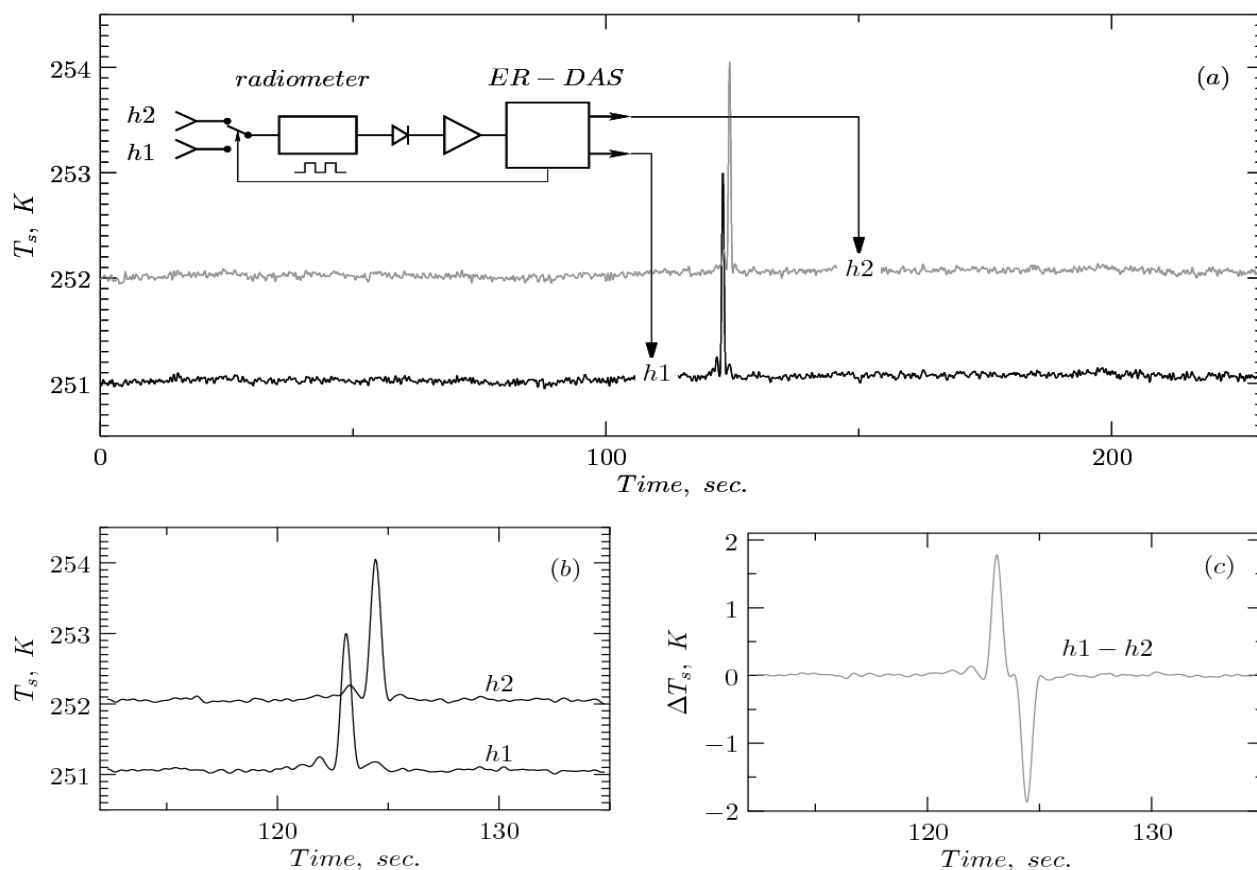 254
253
252
251
T_s, K
(a)
radiometer
ER − DAS
h2
h1
h2
h1
0
100
200
Time, sec.
254
253
252
251
T_s, K
(b)
h2
h1
120
130
Time, sec.
2
1
0
−1
−2
ΔT_s, K
(c)
h1 − h2
120
130
Time, sec.